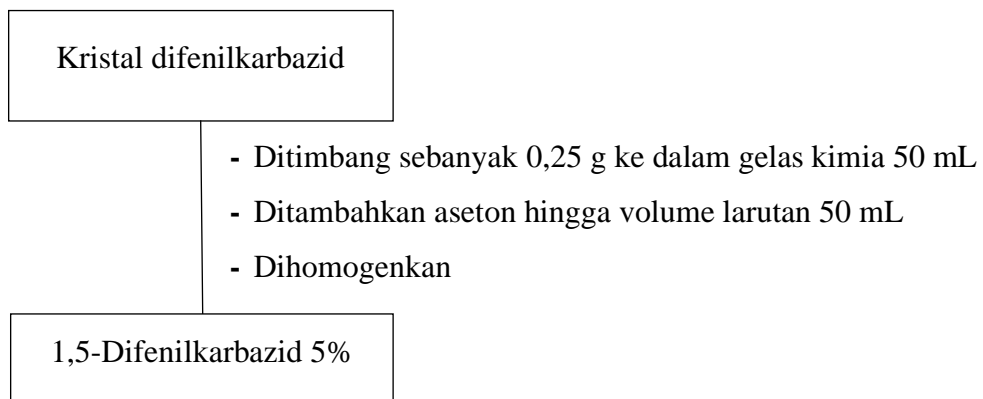 Kristal difenilkarbazid
- Ditimbang sebanyak 0,25 g ke dalam gelas kimia 50 mL
- Ditambahkan aseton hingga volume larutan 50 mL
- Dihomogenkan
1,5-Difenilkarbazid 5%